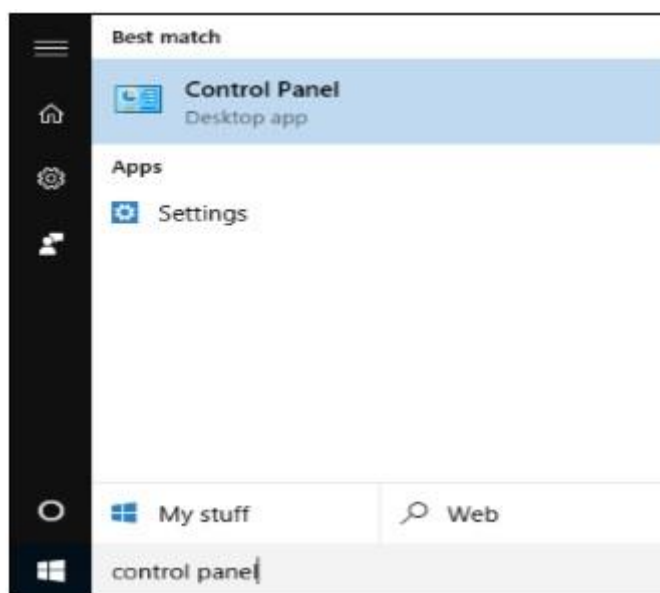 Best match
Control Panel
Desktop app
Apps
Settings
My stuff
Web
control panel